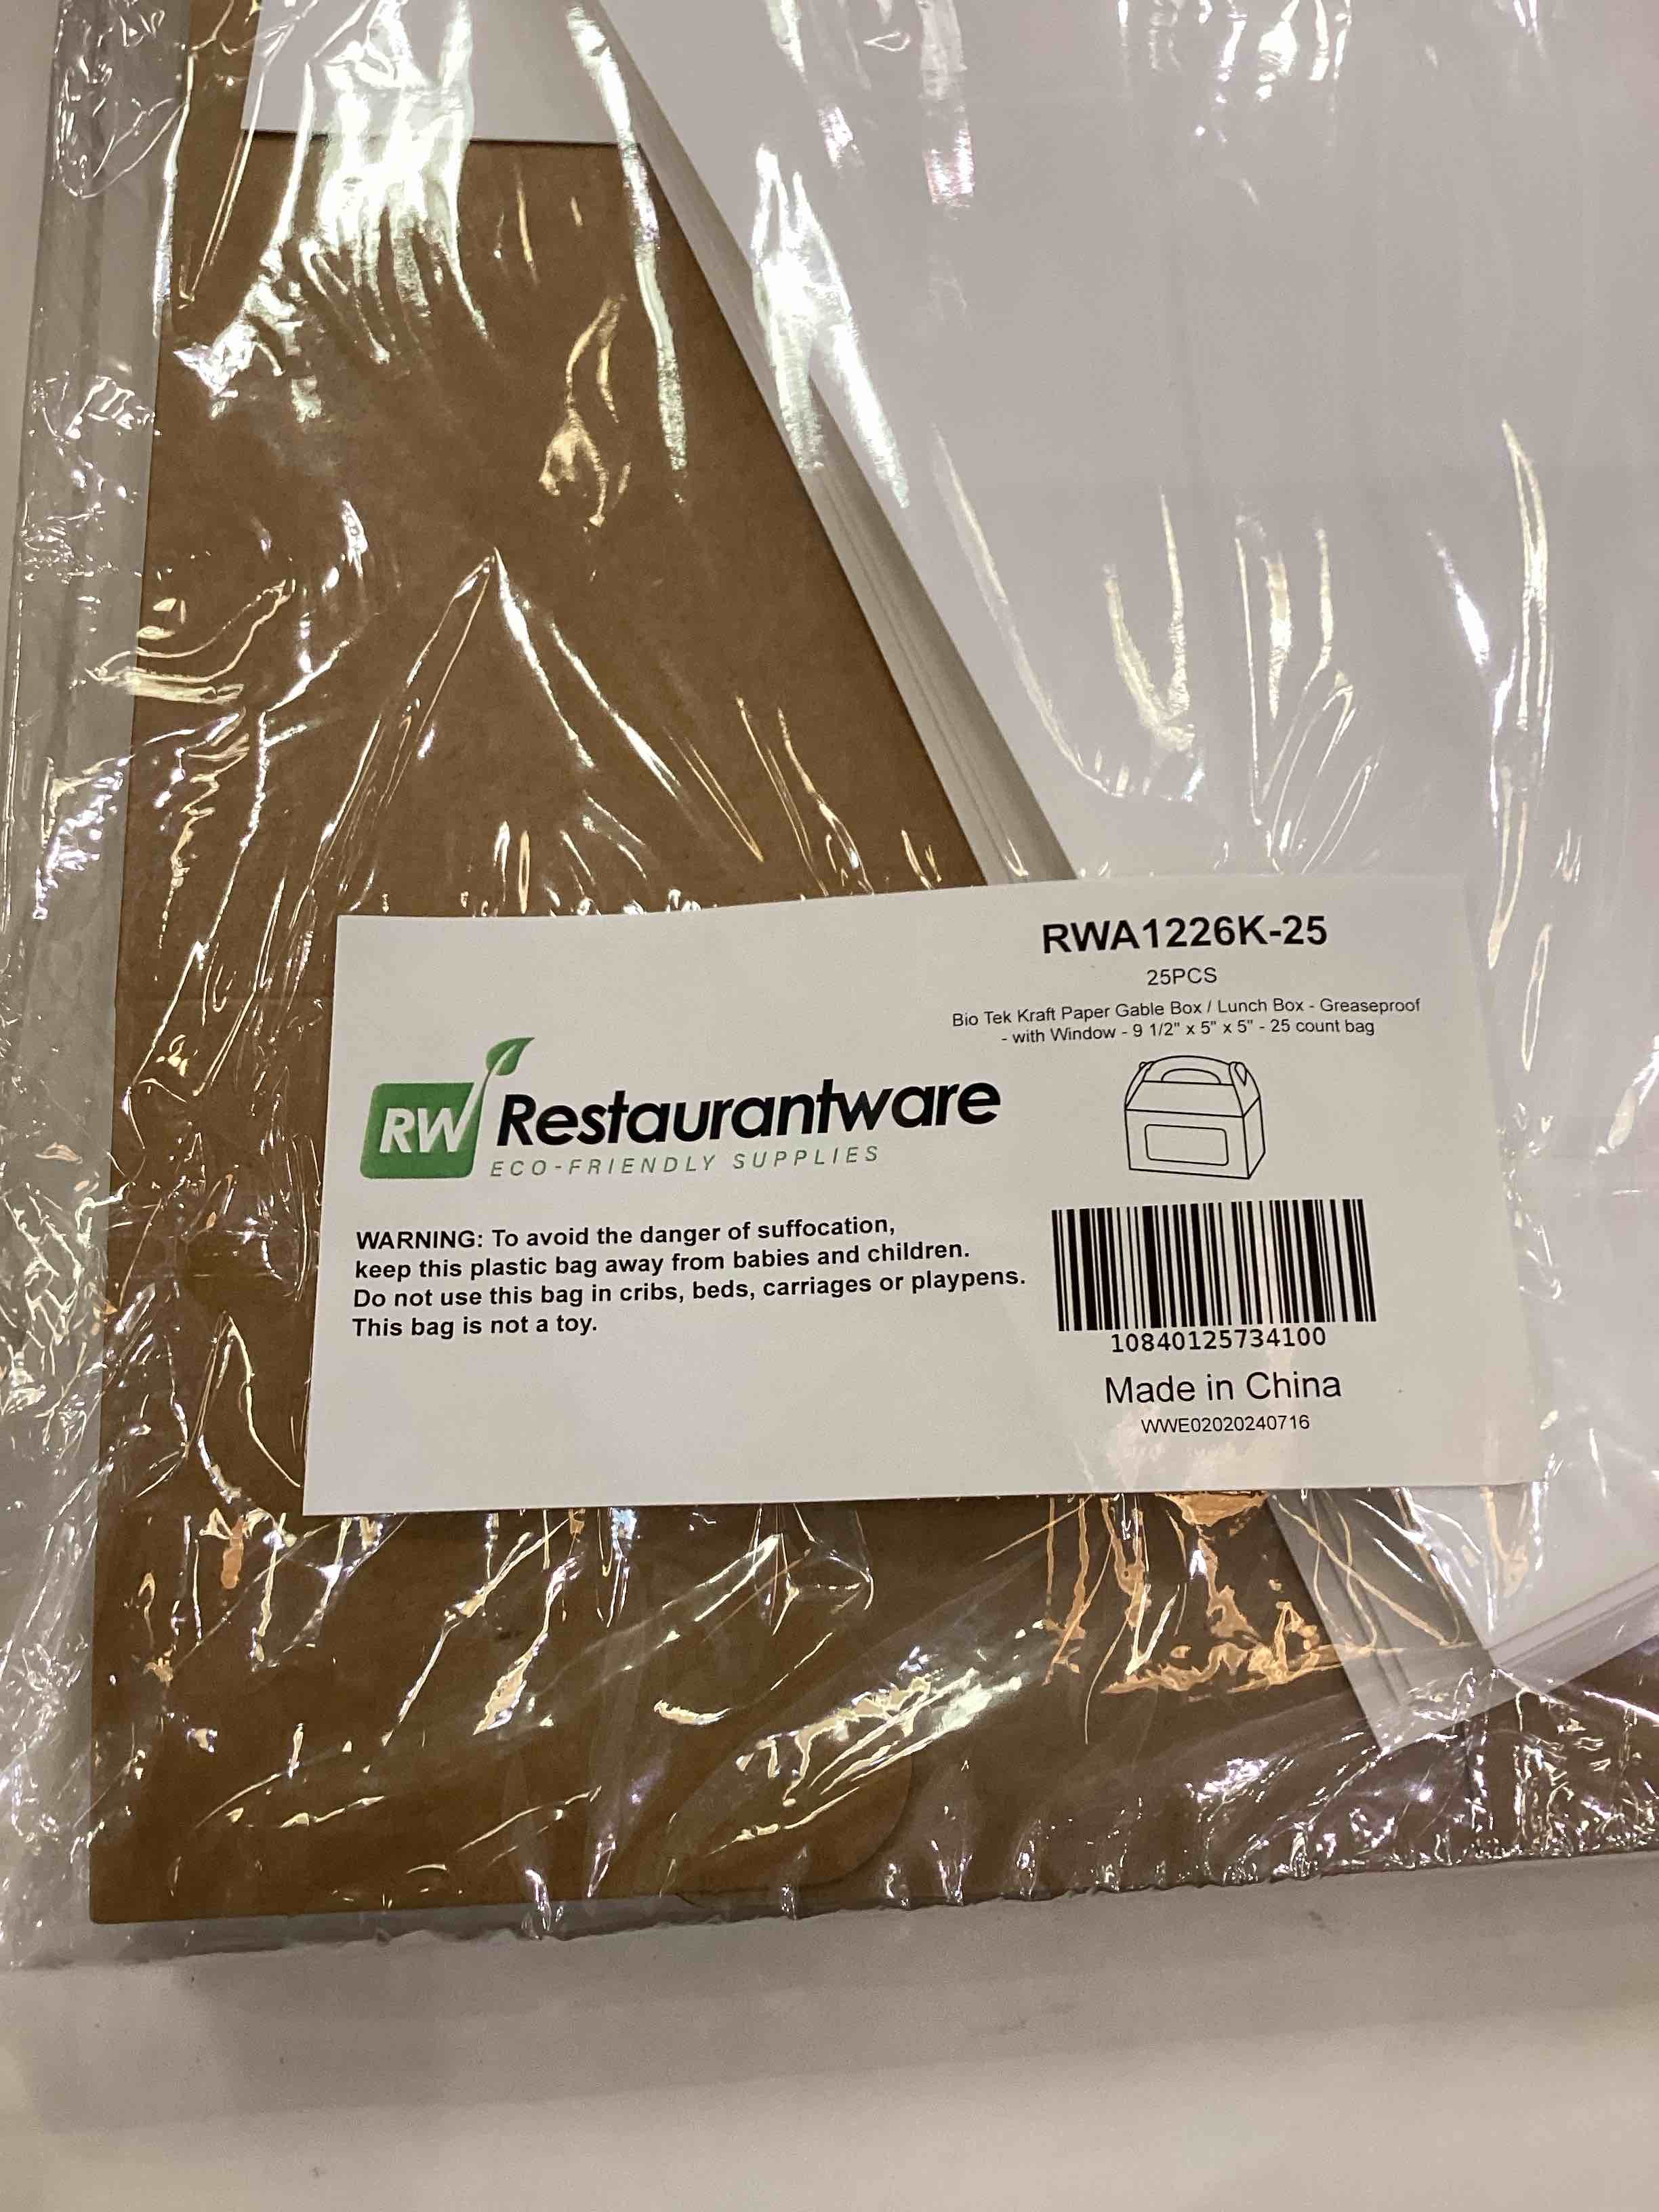 RWA1226K-25
25PCS
Bio Tek Kraft Paper Gable Box / Lunch Box - Greaseproof
- with Window - 9 1/2" x 5" x 5" - 25 count bag
RW Restaurantware
ECO-FRIENDLY SUPPLIES
WARNING: To avoid the danger of suffocation,
keep this plastic bag away from babies and children.
Do not use this bag in cribs, beds, carriages or playpens.
This bag is not a toy.
10840125734100
Made in China
WWE02020240716